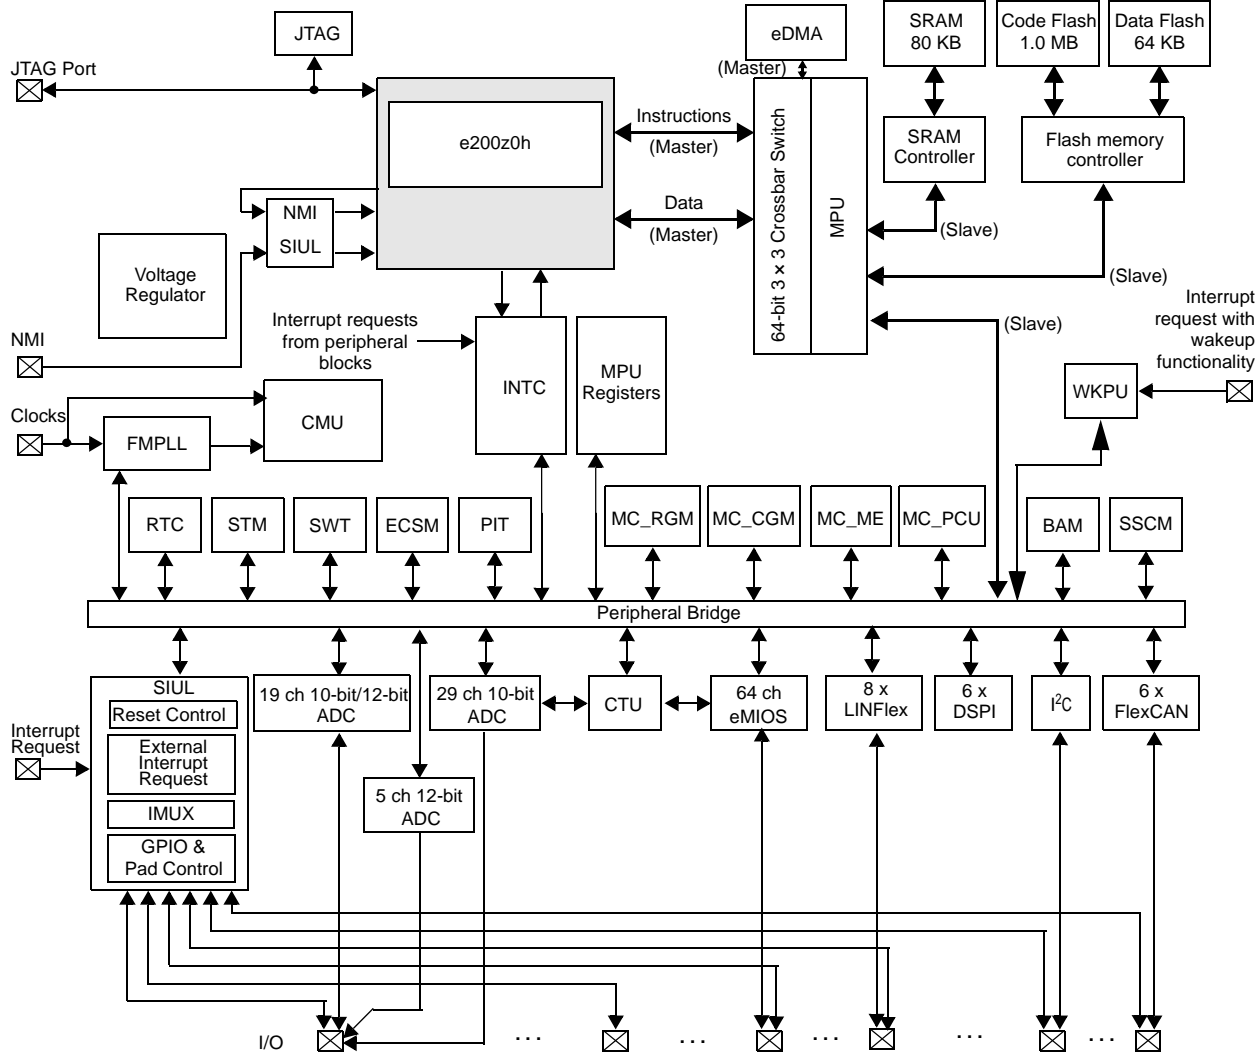 JTAG
eDMA
SRAM
80 KB
Code Flash
1.0 MB
Data Flash
64 KB
JTAG Port
(Master)
e200z0h
Instructions
(Master)
64-bit 3 × 3 Crossbar Switch
MPU
SRAM
Controller
Flash memory
controller
NMI
SIUL
Data
(Master)
(Slave)
Voltage
Regulator
(Slave)
Interrupt
request with
wakeup
functionality
NMI
Interrupt requests
from peripheral
blocks
(Slave)
INTC
MPU
Registers
WKPU
Clocks
FMPLL
CMU
RTC
STM
SWT
ECSM
PIT
MC_RGM
MC_CGM
MC_ME
MC_PCU
BAM
SSCM
Peripheral Bridge
SIUL
Reset Control
External
Interrupt
Request
IMUX
GPIO &
Pad Control
Interrupt
Request
19 ch 10-bit/12-bit
ADC
29 ch 10-bit
ADC
CTU
64 ch
eMIOS
8 x
LINFlex
6 x
DSPI
I²C
6 x
FlexCAN
5 ch 12-bit
ADC
I/O
. . .
. . .
. . .
. . .
. . .